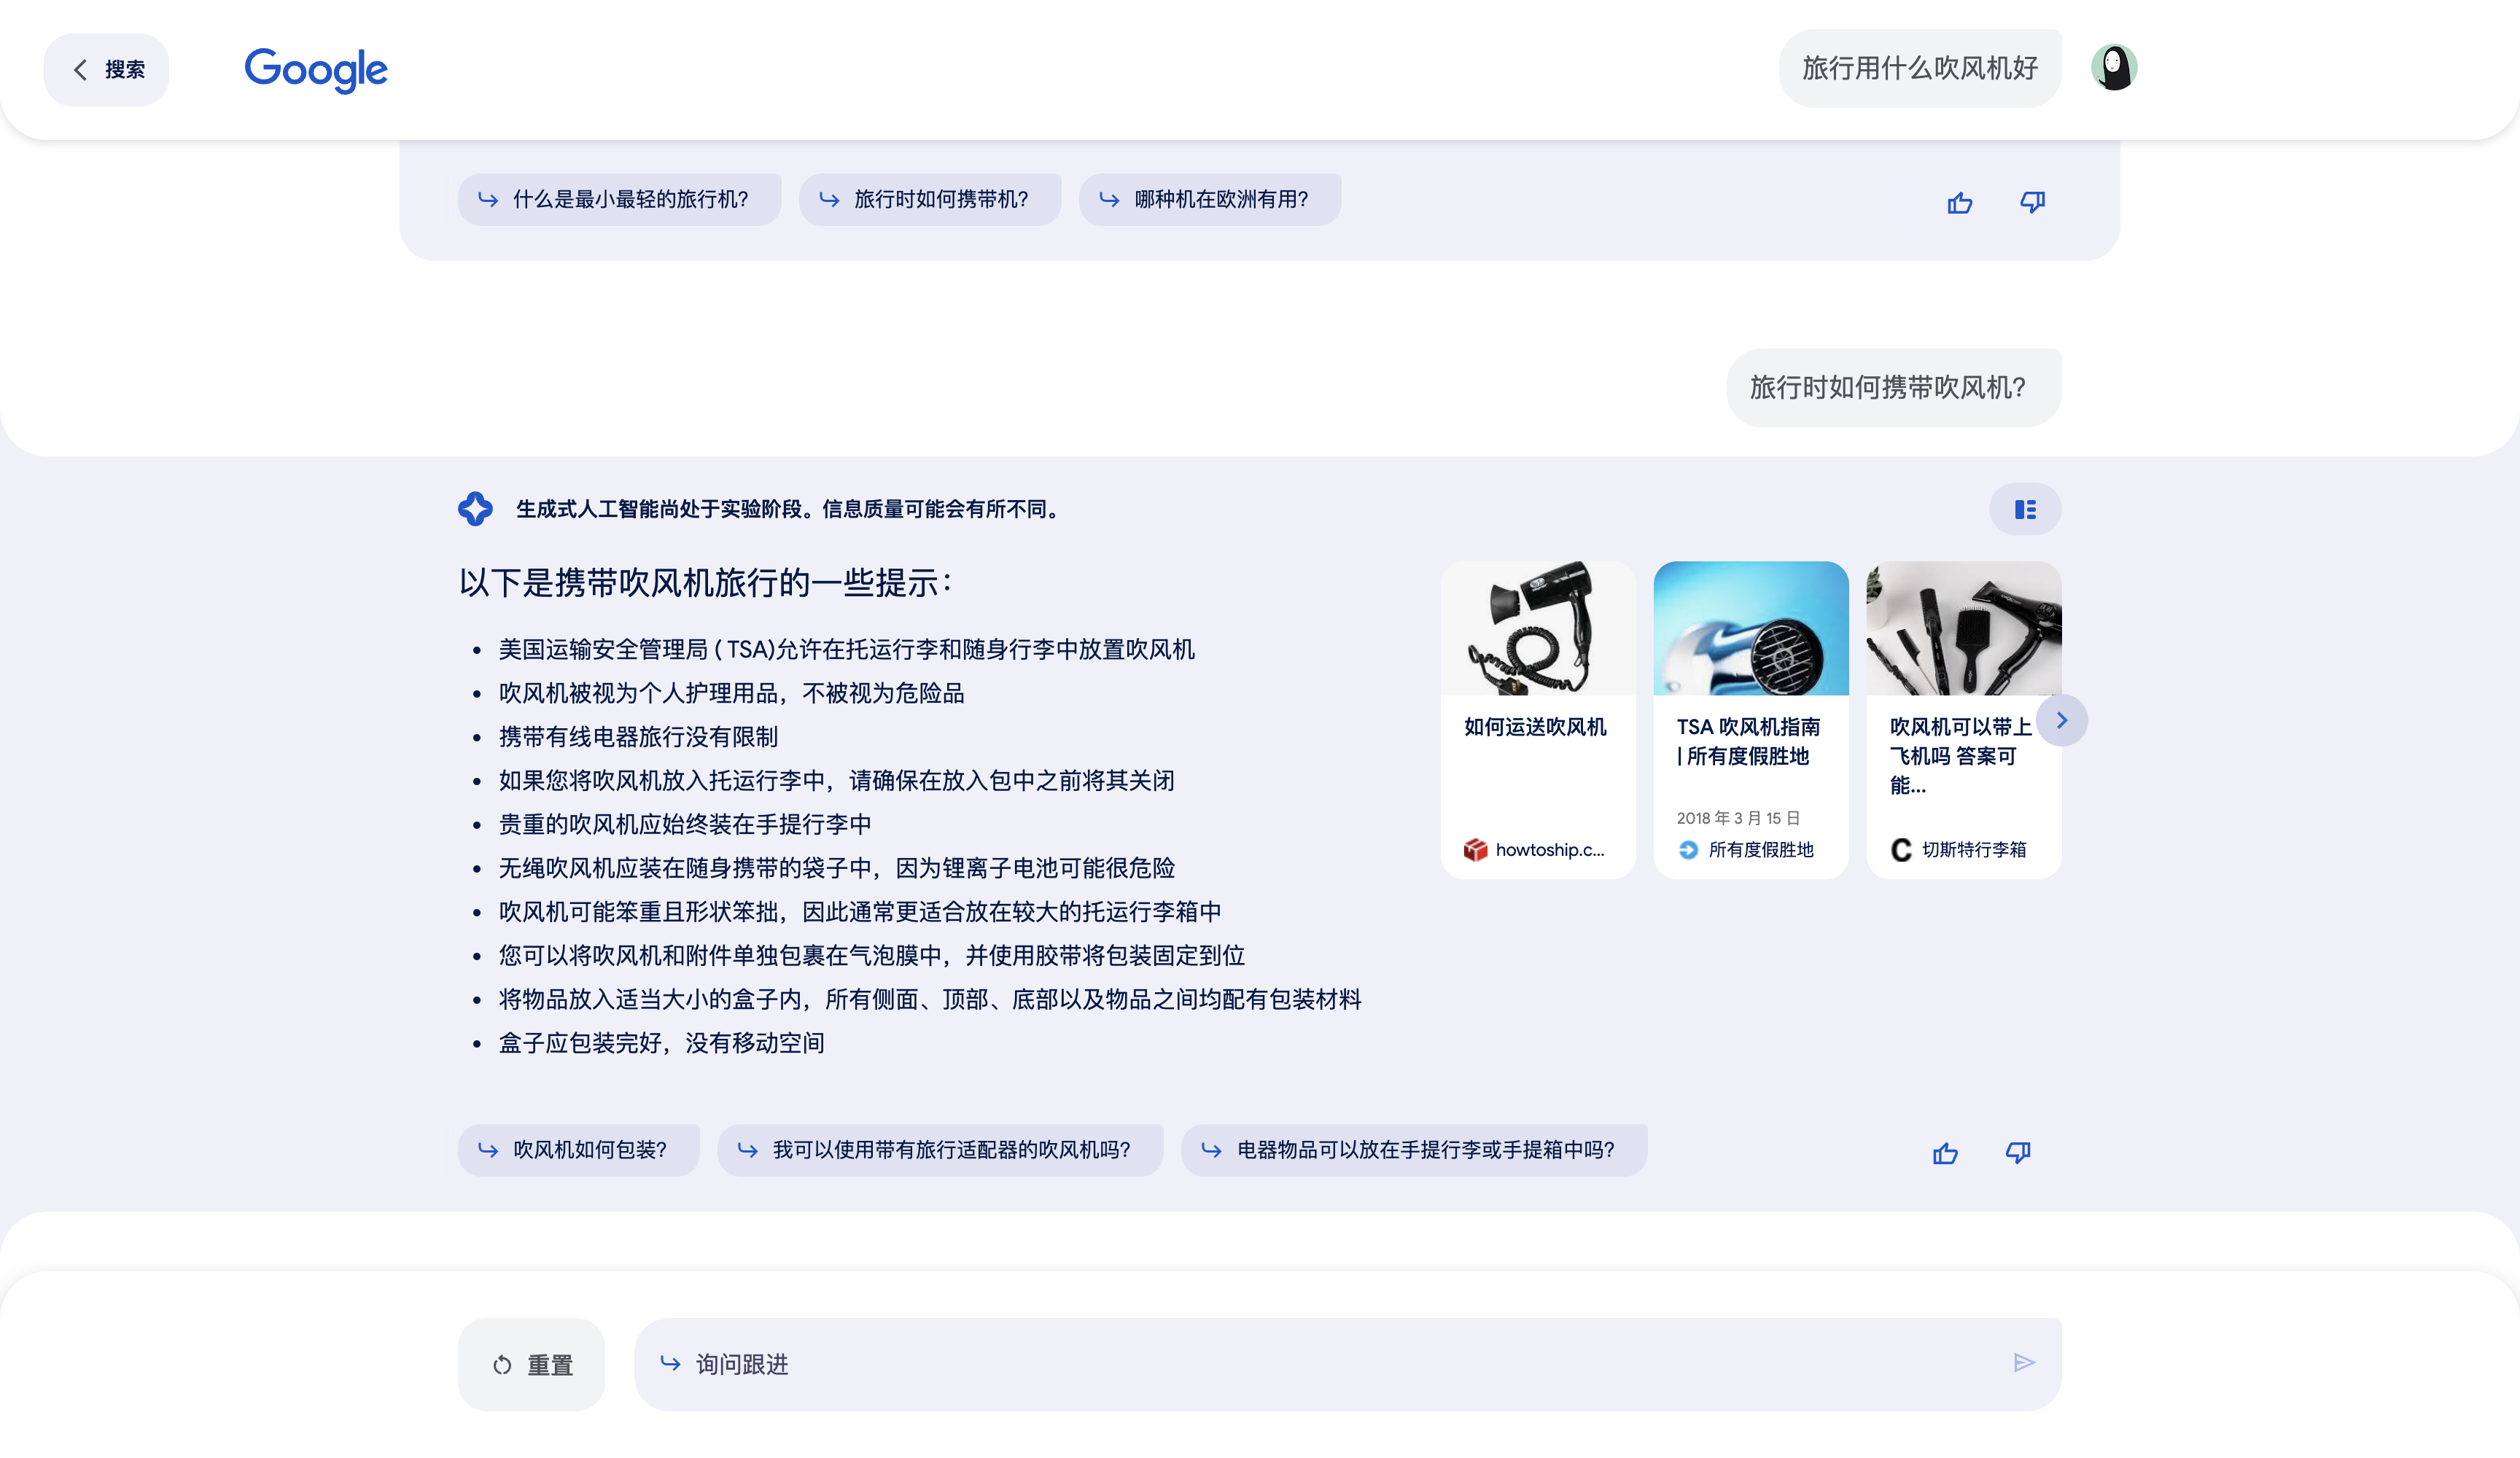 搜索
Google
旅行用什么吹风机好
什么是最小最轻的旅行机?
旅行时如何携带机?
哪种机在欧洲有用?
旅行时如何携带吹风机?
生成式人工智能尚处于实验阶段。信息质量可能会有所不同。
以下是携带吹风机旅行的一些提示：
美国运输安全管理局 ( TSA)允许在托运行李和随身行李中放置吹风机
吹风机被视为个人护理用品，不被视为危险品
携带有线电器旅行没有限制
如果您将吹风机放入托运行李中，请确保在放入包中之前将其关闭
贵重的吹风机应始终装在手提行李中
无绳吹风机应装在随身携带的袋子中，因为锂离子电池可能很危险
吹风机可能笨重且形状笨拙，因此通常更适合放在较大的托运行李箱中
您可以将吹风机和附件单独包裹在气泡膜中，并使用胶带将包装固定到位
将物品放入适当大小的盒子内，所有侧面、顶部、底部以及物品之间均配有包装材料
盒子应包装完好，没有移动空间
如何运送吹风机
howtoship.c...
TSA 吹风机指南
| 所有度假胜地
2018 年 3 月 15 日
所有度假胜地
吹风机可以带上
飞机吗 答案可
能...
切斯特行李箱
吹风机如何包装?
我可以使用带有旅行适配器的吹风机吗?
电器物品可以放在手提行李或手提箱中吗?
重置
询问跟进